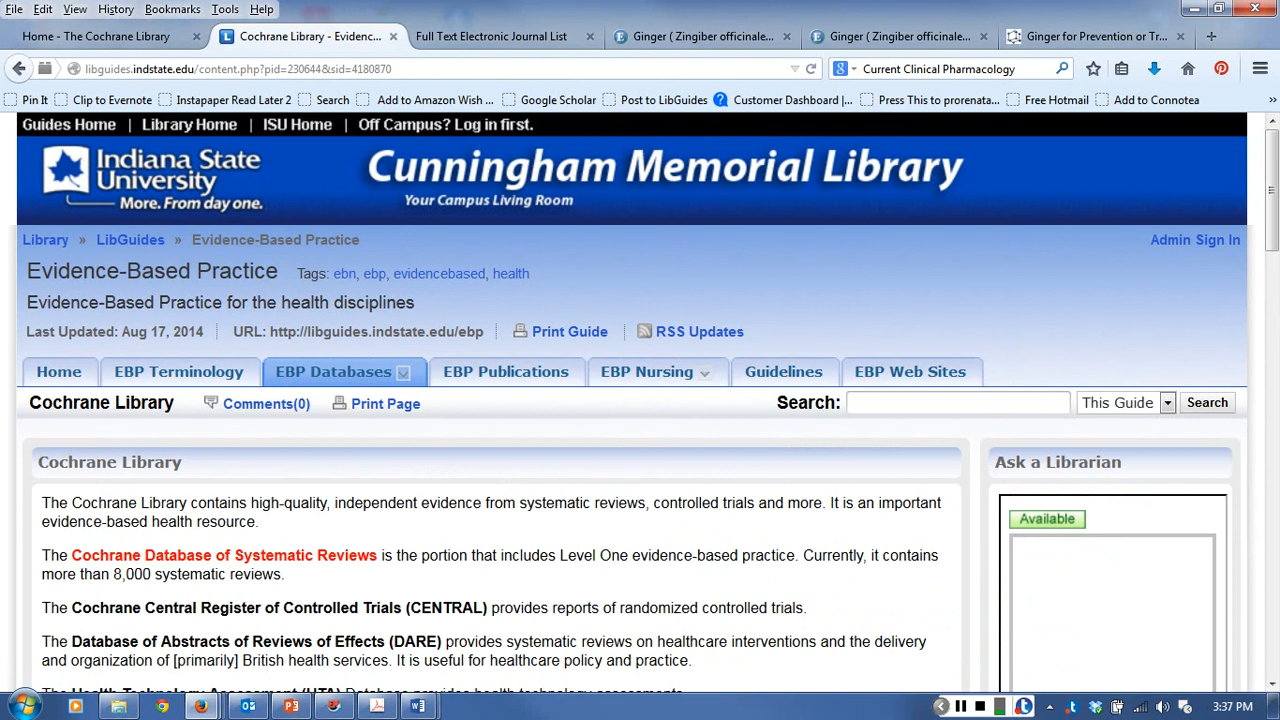 File Edit View History Bookmarks Tools Help
Home - The Cochrane Library × Cochrane Library - Evidenc... × Full Text Electronic Journal List × Ginger ( Zingiber officinale... × Ginger ( Zingiber officinale... × Ginger for Prevention or Tr... × +
libguides.indstate.edu/content.php?pid=230644&sid=4180870 Current Clinical Pharmacology
Pin It Clip to Evernote Instapaper Read Later 2 Search Add to Amazon Wish ... Google Scholar Post to LibGuides Customer Dashboard |... Press This to prorenata... Free Hotmail Add to Connotea »
Guides Home | Library Home | ISU Home | Off Campus? Log in first.
Indiana State
University
More. From day one.
Cunningham Memorial Library
Your Campus Living Room
Library » LibGuides » Evidence-Based Practice Admin Sign In
Evidence-Based Practice Tags: ebn, ebp, evidencebased, health
Evidence-Based Practice for the health disciplines
Last Updated: Aug 17, 2014 URL: http://libguides.indstate.edu/ebp Print Guide RSS Updates
Home EBP Terminology EBP Databases EBP Publications EBP Nursing Guidelines EBP Web Sites
Cochrane Library Comments(0) Print Page Search: This Guide Search
Cochrane Library
The Cochrane Library contains high-quality, independent evidence from systematic reviews, controlled trials and more. It is an important
evidence-based health resource.
The Cochrane Database of Systematic Reviews is the portion that includes Level One evidence-based practice. Currently, it contains
more than 8,000 systematic reviews.
The Cochrane Central Register of Controlled Trials (CENTRAL) provides reports of randomized controlled trials.
The Database of Abstracts of Reviews of Effects (DARE) provides systematic reviews on healthcare interventions and the delivery
and organization of [primarily] British health services. It is useful for healthcare policy and practice.
The Health Technology Assessment (HTA) Database provides health technology assessments.
Ask a Librarian
Available
3:37 PM